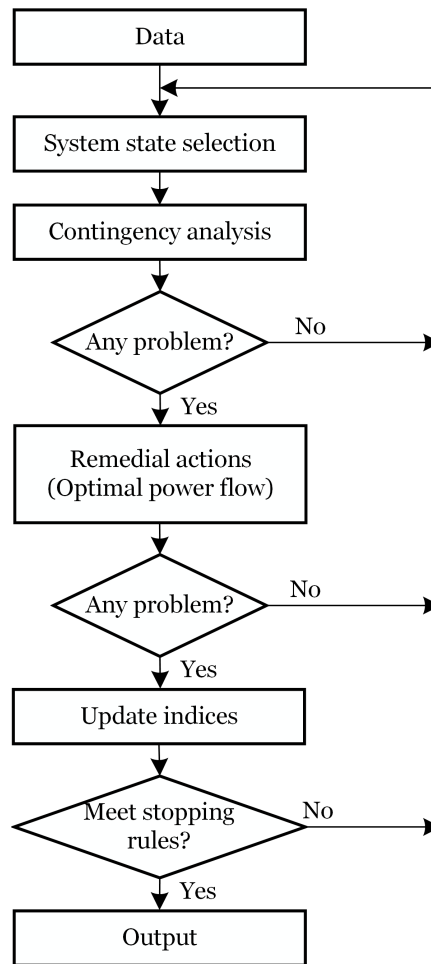 Data
System state selection
Contingency analysis
Any problem?
No
Yes
Remedial actions
(Optimal power flow)
Any problem?
No
Yes
Update indices
Meet stopping
rules?
No
Yes
Output